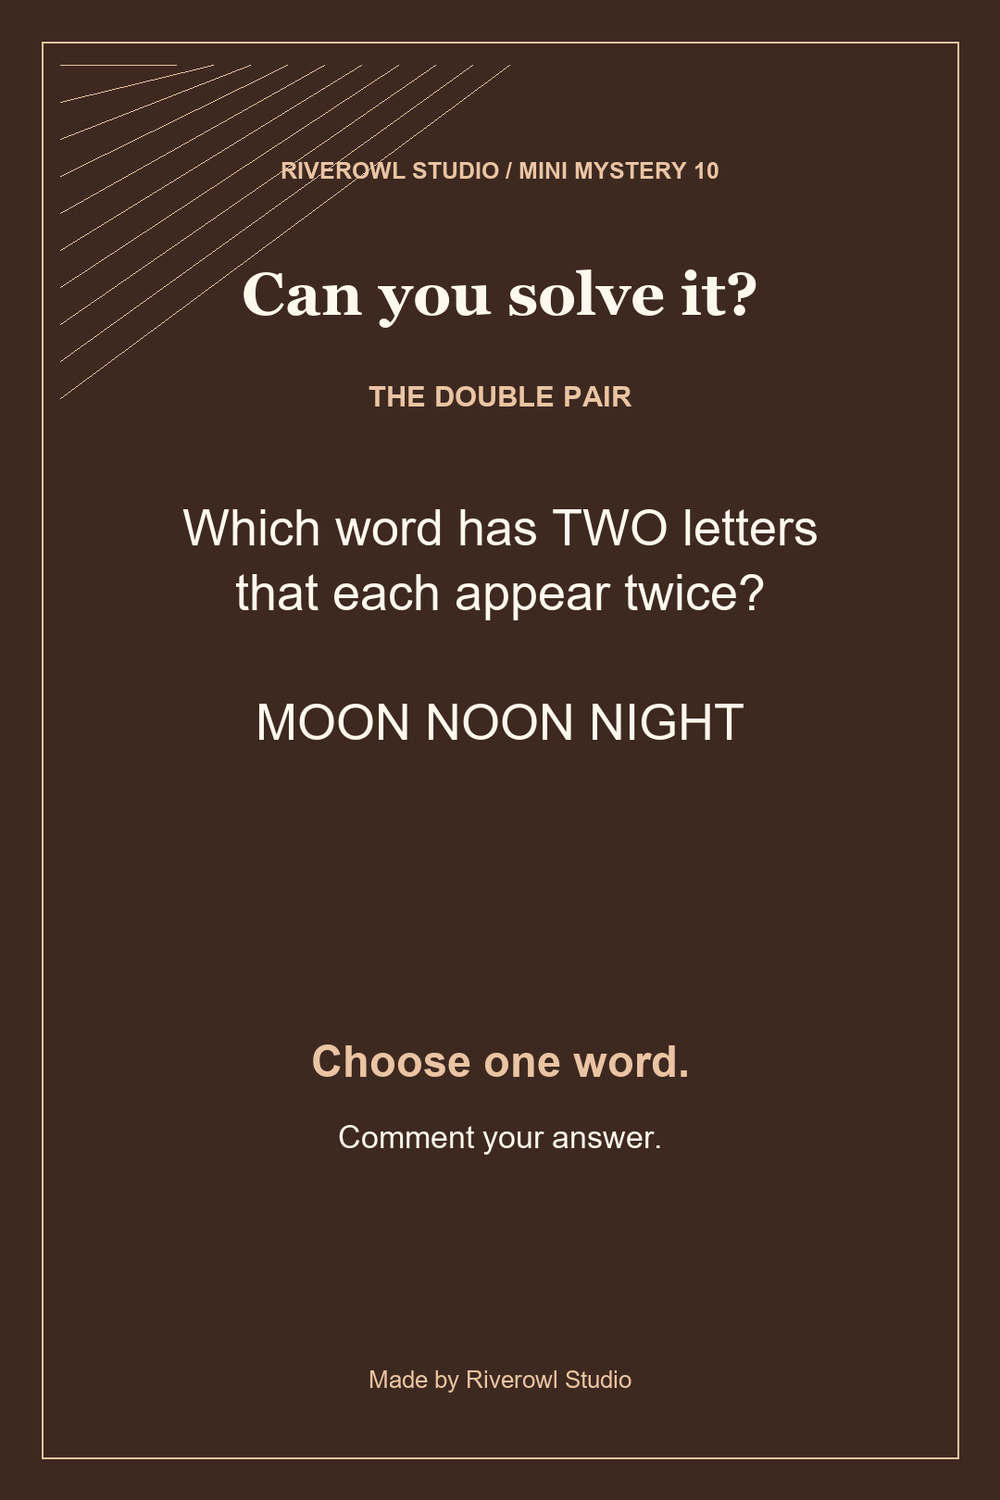 RIVEROWL STUDIO / MINI MYSTERY 10
Can you solve it?
THE DOUBLE PAIR
Which word has TWO letters
that each appear twice?
MOON NOON NIGHT
Choose one word.
Comment your answer.
Made by Riverowl Studio